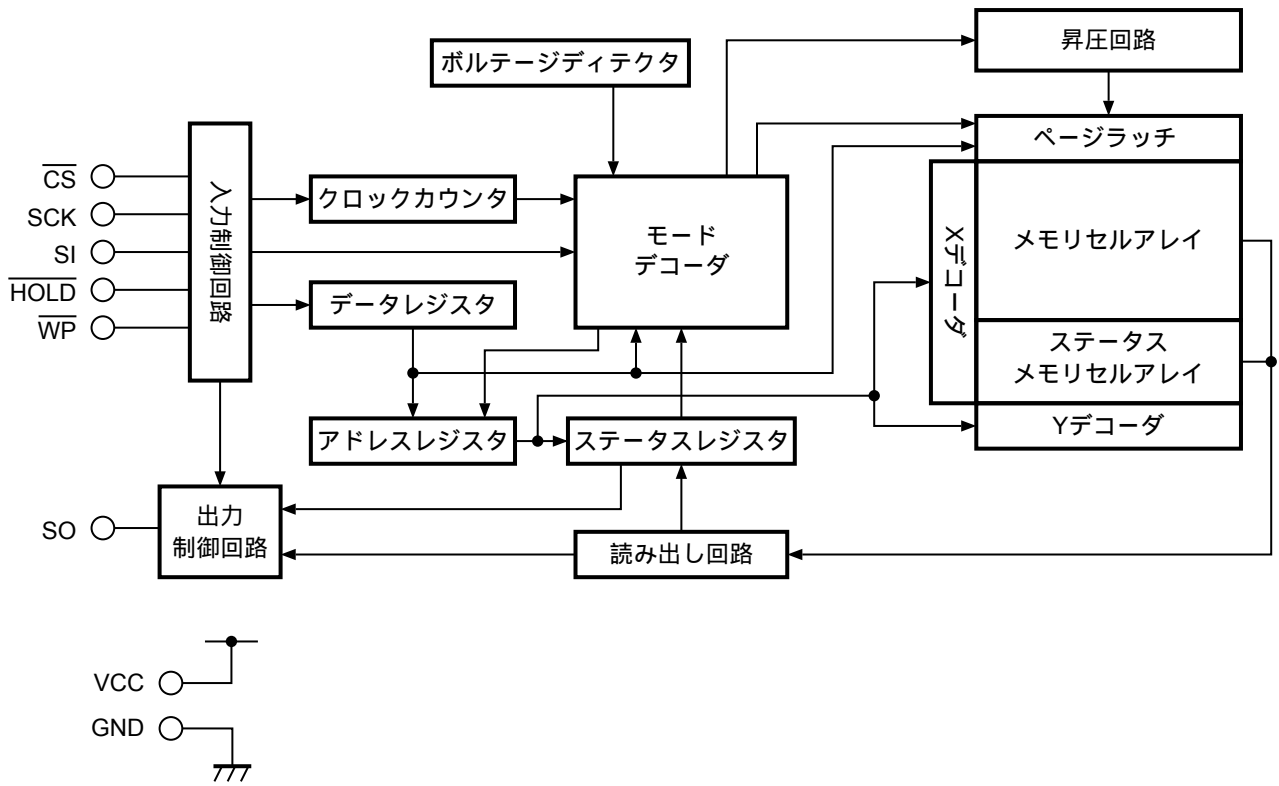 昇圧回路
ボルテージディテクタ
ページラッチ
CS
SCK
SI
HOLD
WP
入力制御回路
クロックカウンタ
モード
デコーダ
Xデコーダ
メモリセルアレイ
データレジスタ
ステータス
メモリセルアレイ
アドレスレジスタ
ステータスレジスタ
Yデコーダ
SO
出力
制御回路
読み出し回路
VCC
GND